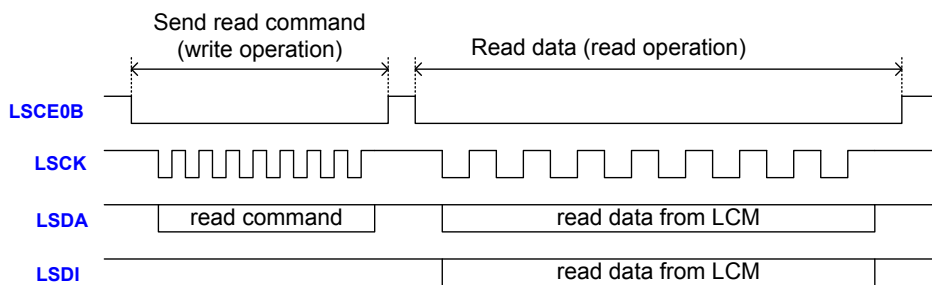 Send read command
(write operation)
Read data (read operation)
LSCE0B
LSCK
LSDA
read command
read data from LCM
LSDI
read data from LCM